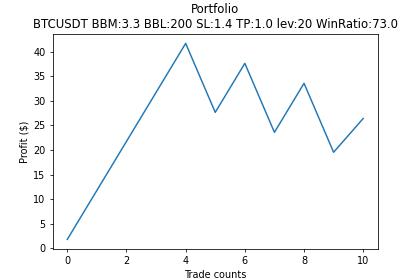 Portfolio
BTCUSDT BBM:3.3 BBL:200 SL:1.4 TP:1.0 lev:20 WinRatio:73.0
40
35
30
25
20
15
10
5
0
Profit ($)
0 2 4 6 8 10
Trade counts